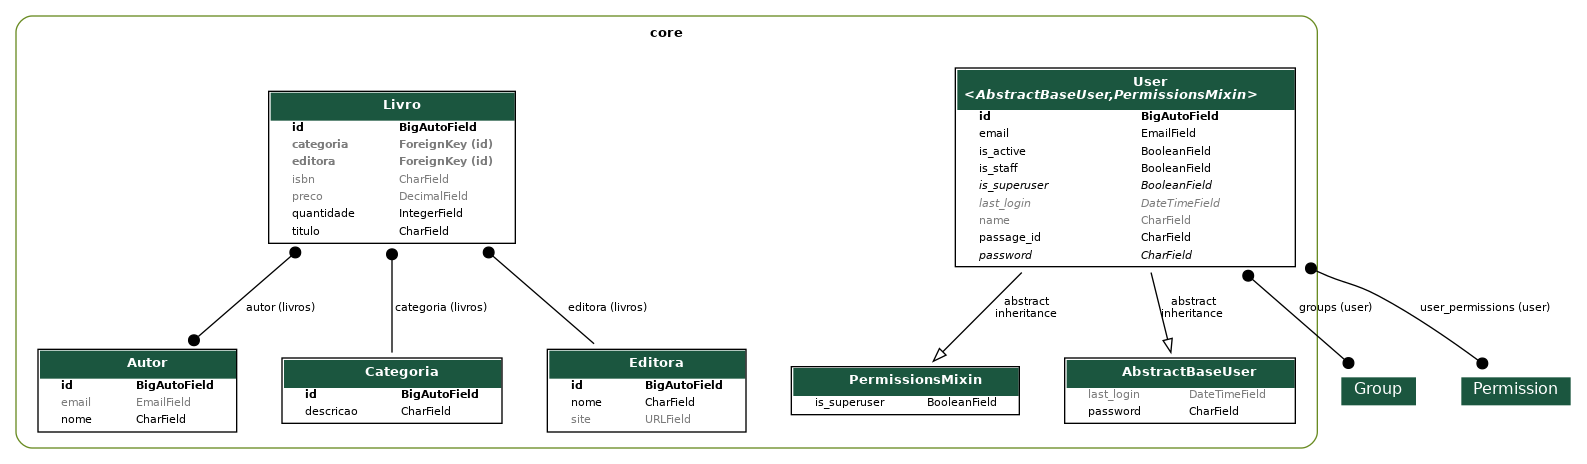 core
Livro
id BigAutoField
categoria ForeignKey (id)
editora ForeignKey (id)
isbn CharField
preco DecimalField
quantidade IntegerField
titulo CharField
User
<AbstractBaseUser,PermissionsMixin>
id BigAutoField
email EmailField
is_active BooleanField
is_staff BooleanField
is_superuser BooleanField
last_login DateTimeField
name CharField
passage_id CharField
password CharField
autor (livros)
categoria (livros)
editora (livros)
abstract
inheritance
abstract
inheritance
groups (user)
user_permissions (user)
Autor
id BigAutoField
email EmailField
nome CharField
Categoria
id BigAutoField
descricao CharField
Editora
id BigAutoField
nome CharField
site URLField
PermissionsMixin
is_superuser BooleanField
AbstractBaseUser
last_login DateTimeField
password CharField
Group
Permission